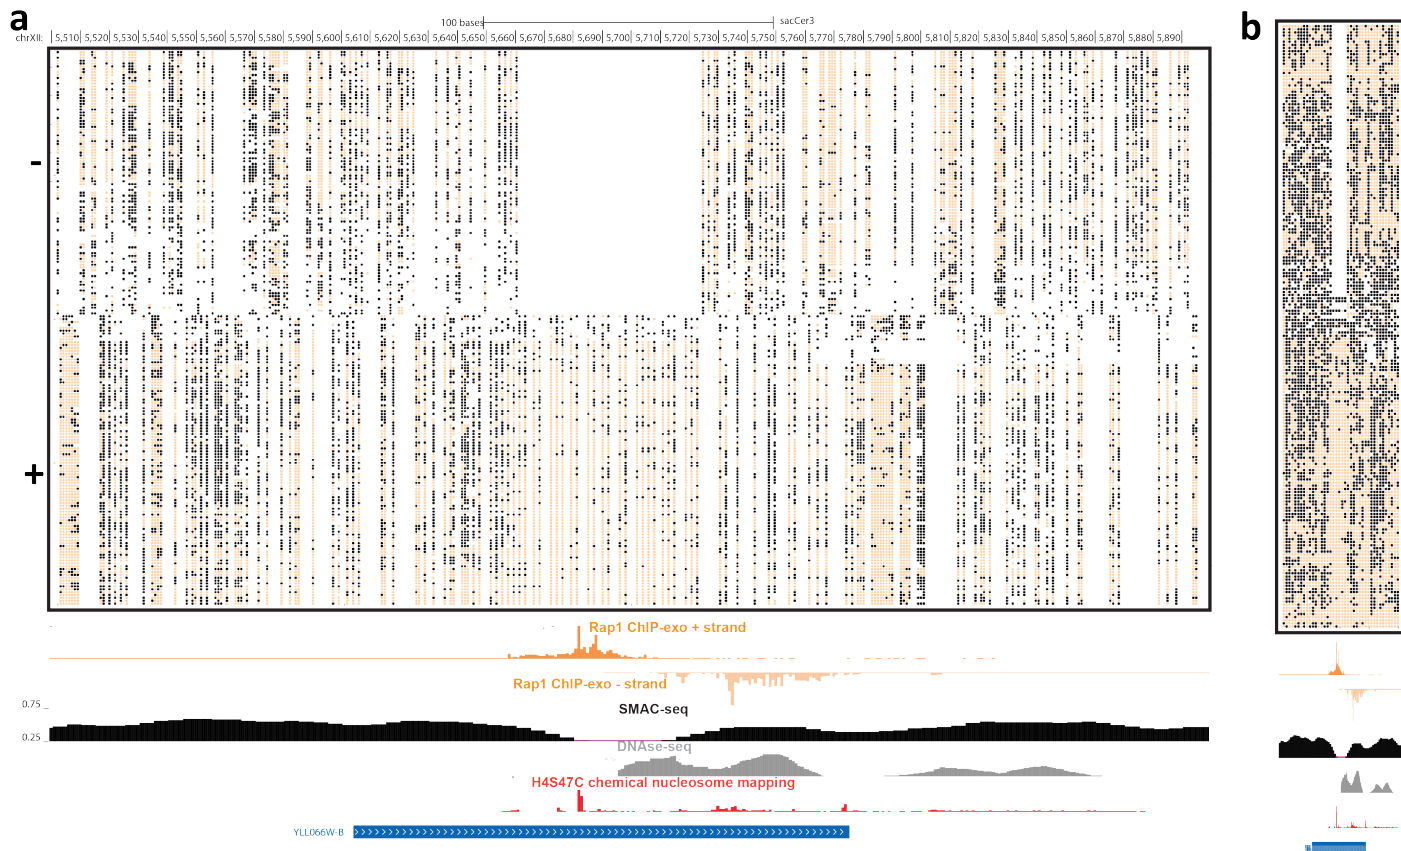 a
b
100 bases sacCer3
chrXII: 5,510 5,520 5,530 5,540 5,550 5,560 5,570 5,580 5,590 5,600 5,610 5,620 5,630 5,640 5,650 5,660 5,670 5,680 5,690 5,700 5,710 5,720 5,730 5,740 5,750 5,760 5,770 5,780 5,790 5,800 5,810 5,820 5,830 5,840 5,850 5,860 5,870 5,880 5,890
-
+
Rap1 ChIP-exo + strand
Rap1 ChIP-exo - strand
0.75
SMAC-seq
0.25
DNAse-seq
H4S47C chemical nucleosome mapping
YLL066W-B